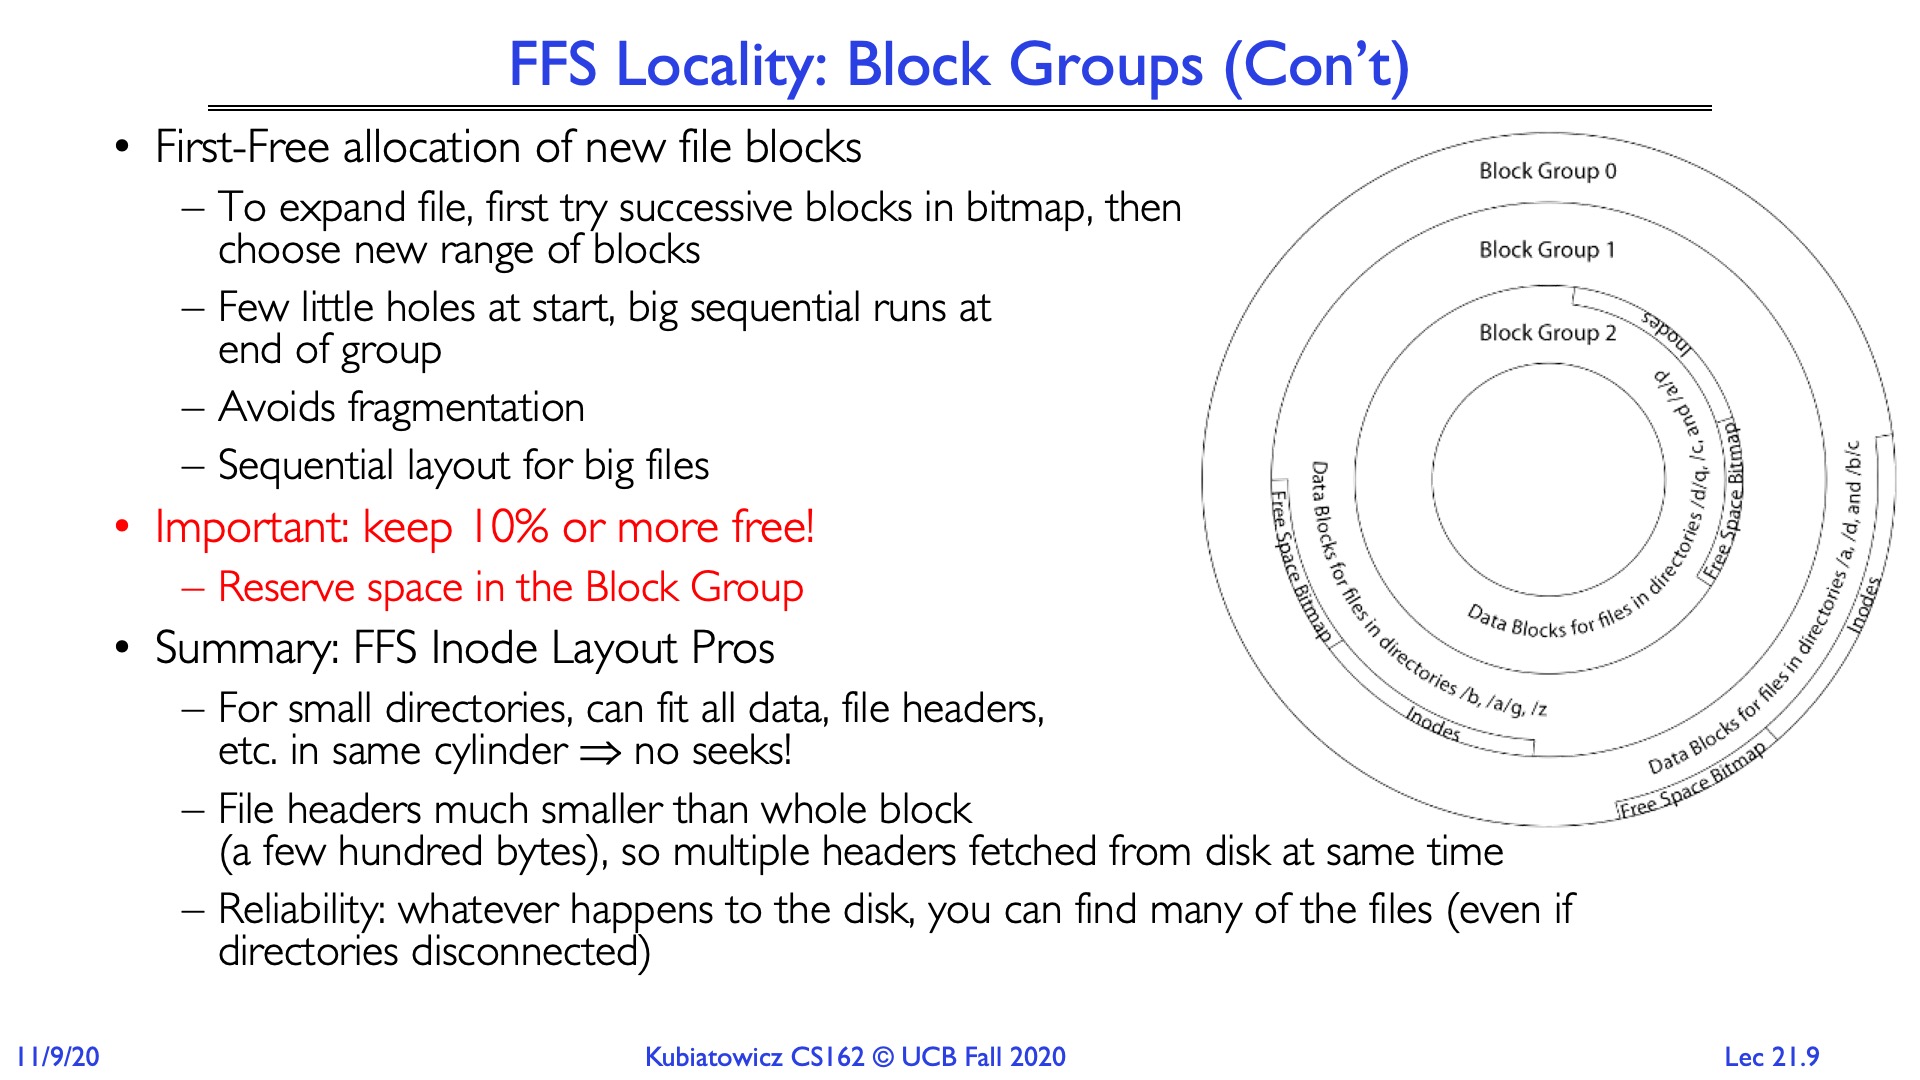 FFS Locality: Block Groups (Con’t)
• First-Free allocation of new file blocks
– To expand file, first try successive blocks in bitmap, then
choose new range of blocks
– Few little holes at start, big sequential runs at
end of group
– Avoids fragmentation
– Sequential layout for big files
• Important: keep 10% or more free!
– Reserve space in the Block Group
• Summary: FFS Inode Layout Pros
– For small directories, can fit all data, file headers,
etc. in same cylinder ⇒ no seeks!
– File headers much smaller than whole block
(a few hundred bytes), so multiple headers fetched from disk at same time
– Reliability: whatever happens to the disk, you can find many of the files (even if
directories disconnected)
Block Group 0
Block Group 1
Block Group 2
Inodes
Free Space Bitmap
Data Blocks for files in directories /d/q, /c, and /a/p
Free Space Bitmap
Data Blocks for files in directories /b, /a/g, /z
Inodes
Data Blocks for files in directories /a, /d, and /b/c
Inodes
Free Space Bitmap
11/9/20
Kubiatowicz CS162 © UCB Fall 2020
Lec 21.9